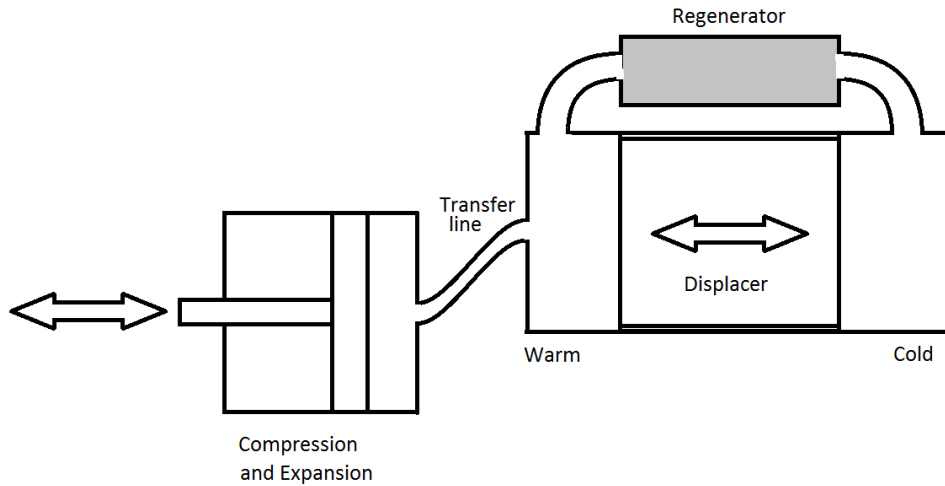 Regenerator
Transfer
line
Displacer
Warm
Cold
Compression
and Expansion